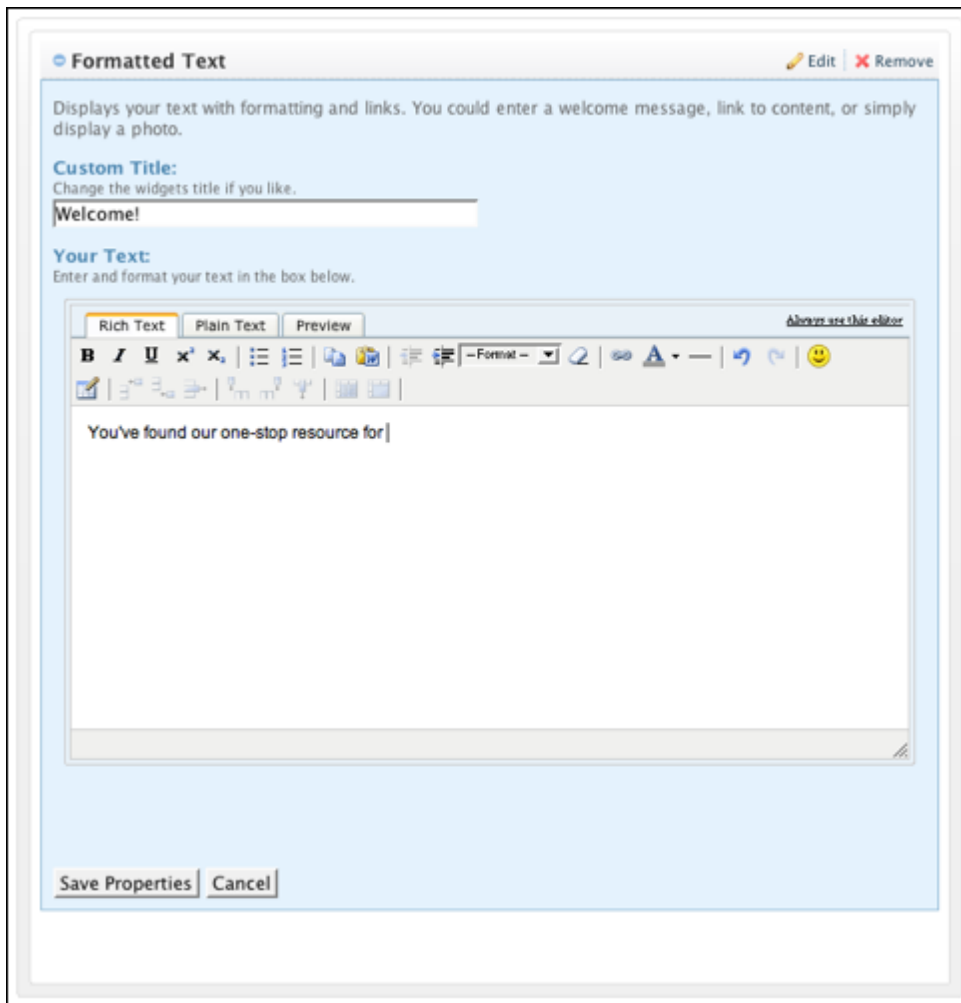 Formatted Text Edit Remove
Displays your text with formatting and links. You could enter a welcome message, link to content, or simply
display a photo.
Custom Title:
Change the widgets title if you like.
Welcome!
Your Text:
Enter and format your text in the box below.
Rich Text Plain Text Preview Always use this editor
B I U x² x₂ --Format-- A
You've found our one-stop resource for
Save Properties Cancel